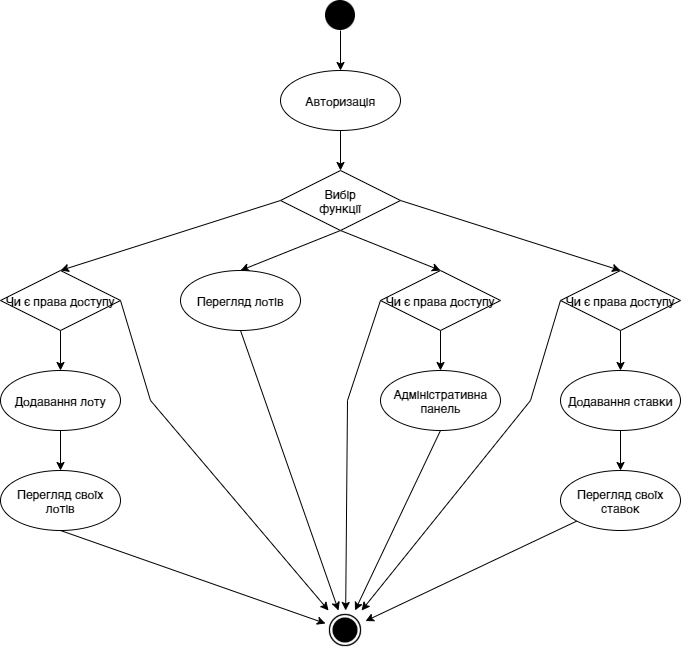 Авторизація
Вибір
функції
Чи є права доступу
Перегляд лотів
Чи є права доступу
Чи є права доступу
Додавання лоту
Адміністративна
панель
Додавання ставки
Перегляд своїх
лотів
Перегляд своїх
ставок